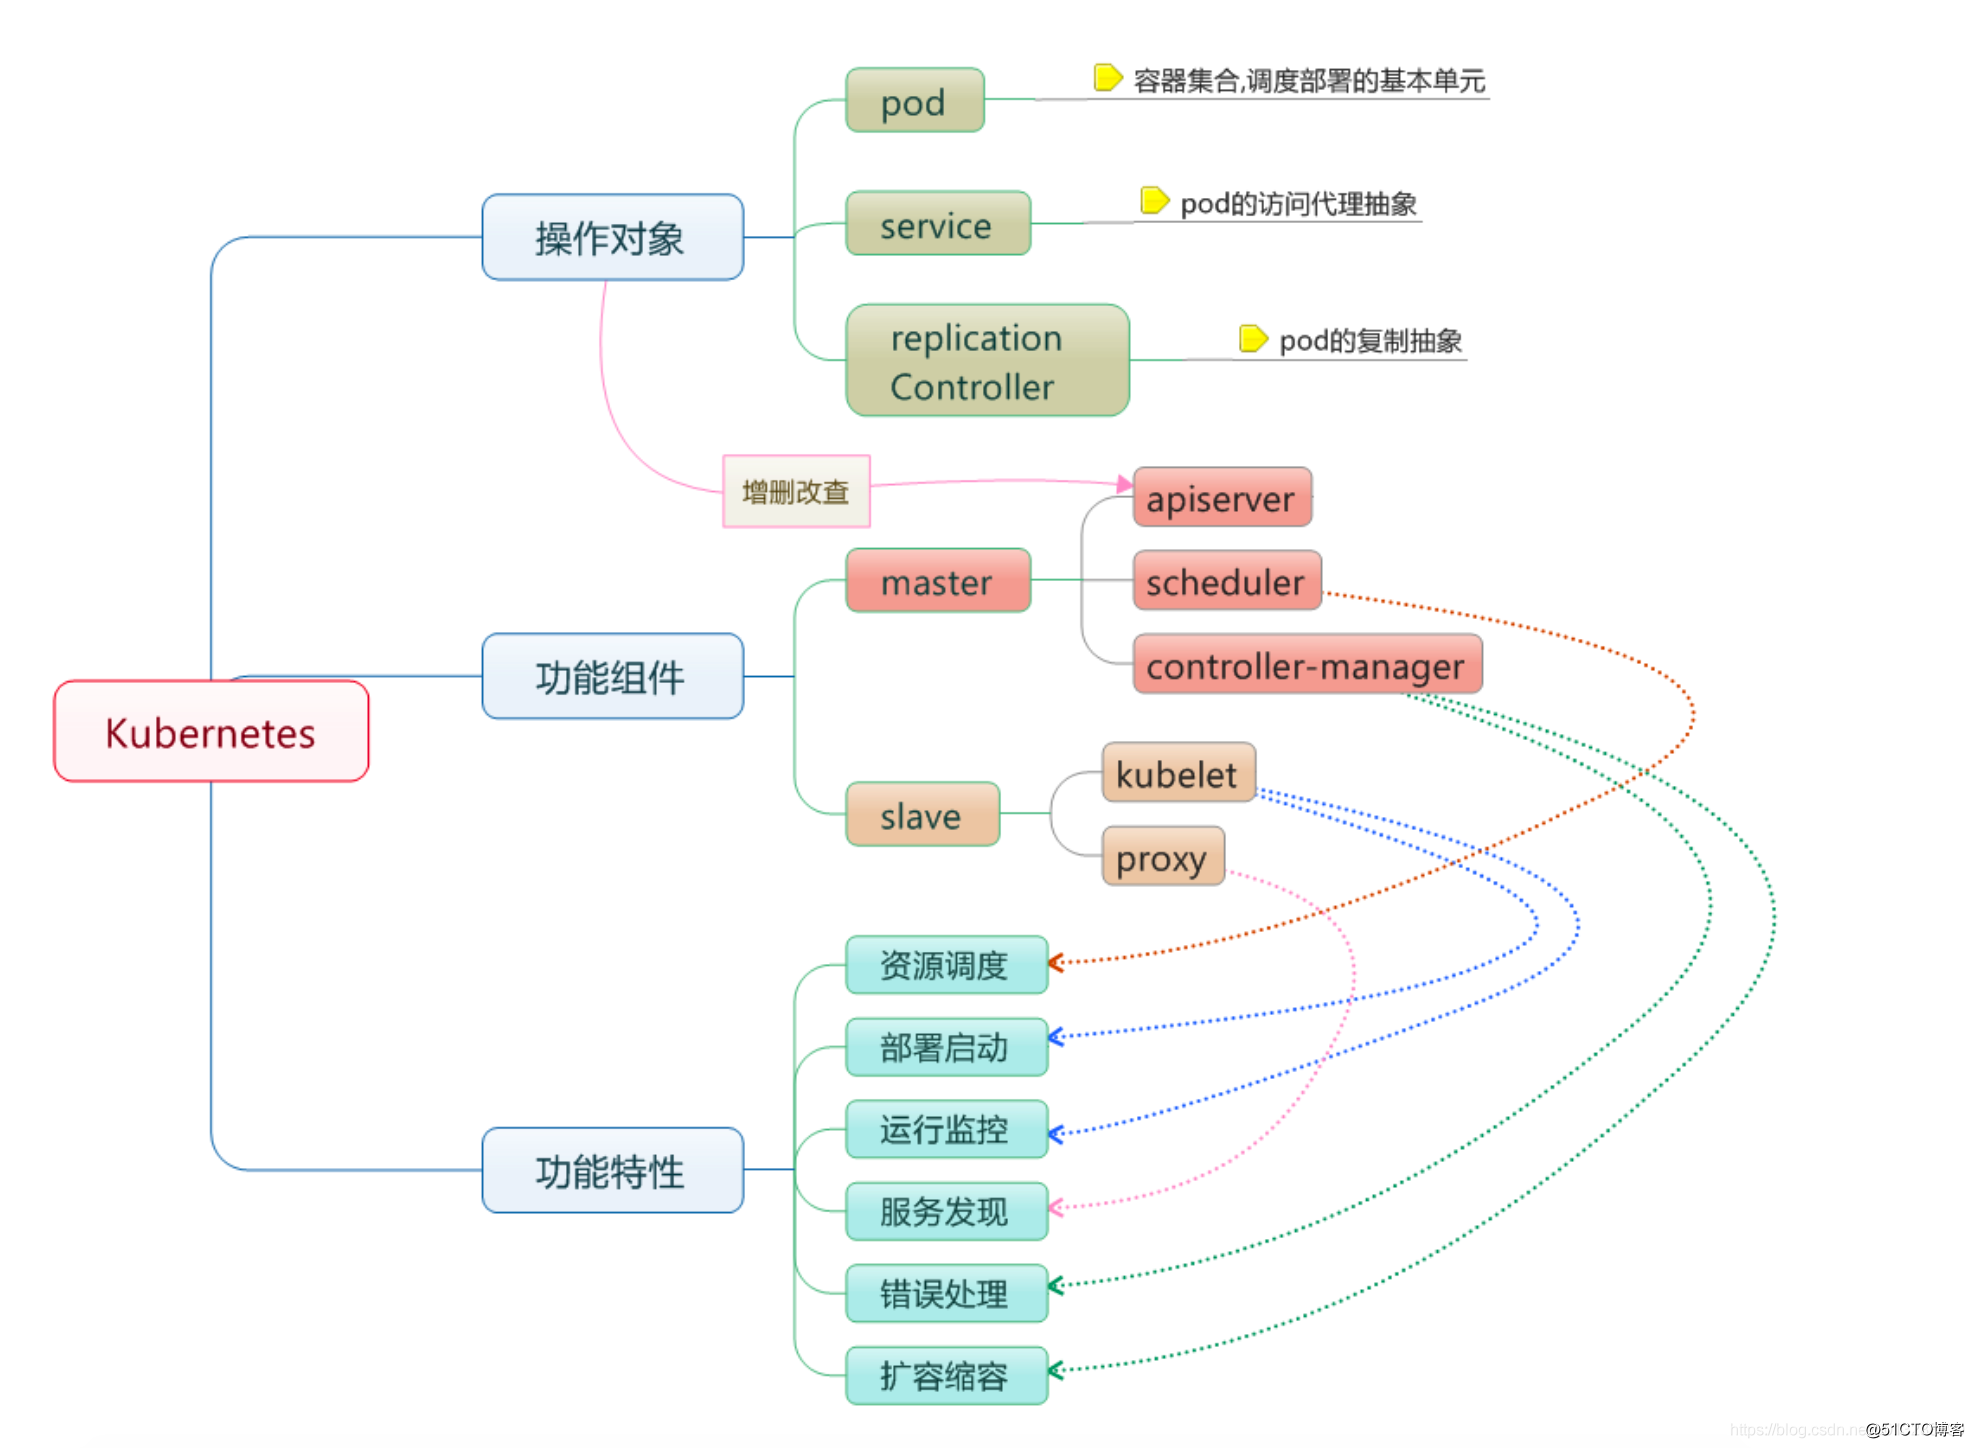 pod
容器集合,调度部署的基本单元
service
pod的访问代理抽象
操作对象
replication
Controller
pod的复制抽象
增删改查
apiserver
master
scheduler
功能组件
controller-manager
Kubernetes
kubelet
slave
proxy
资源调度
部署启动
运行监控
功能特性
服务发现
错误处理
扩容缩容
https://blog.csdn.ne
@51CTO博客